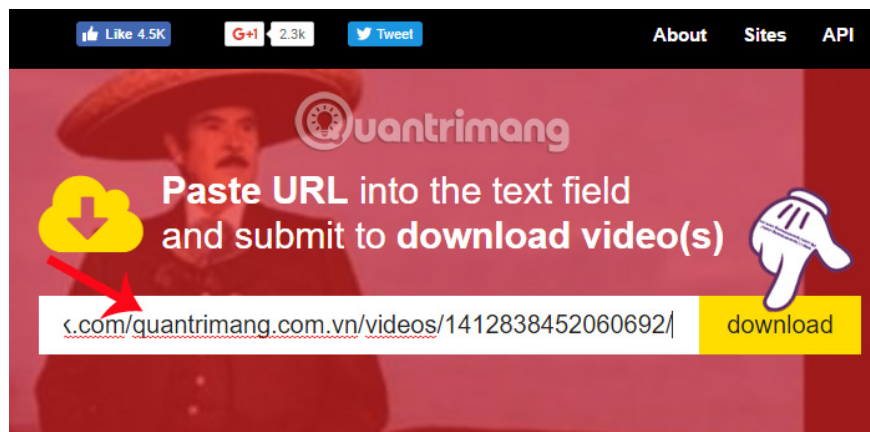 Like 4.5K G+1 2.3k Tweet About Sites API
Quantrimang
Paste URL into the text field
and submit to download video(s)
k.com/quantrimang.com.vn/videos/1412838452060692/ download